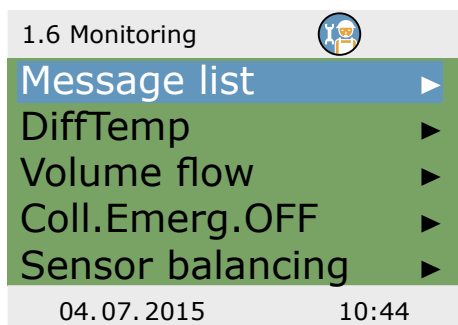 1.6 Monitoring
Message list
DiffTemp
Volume flow
Coll.Emerg.OFF
Sensor balancing
04.07.2015 10:44